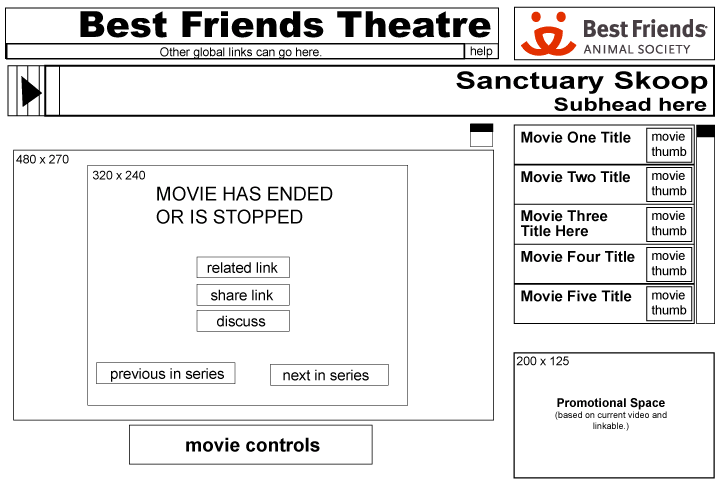 Best Friends Theatre
Other global links can go here.
help
Best Friends
ANIMAL SOCIETY
Sanctuary Skoop
Subhead here
480 x 270
320 x 240
MOVIE HAS ENDED
OR IS STOPPED
related link
share link
discuss
previous in series
next in series
movie controls
Movie One Title
movie
thumb
Movie Two Title
movie
thumb
Movie Three
Title Here
movie
thumb
Movie Four Title
movie
thumb
Movie Five Title
movie
thumb
200 x 125
Promotional Space
(based on current video and
linkable.)